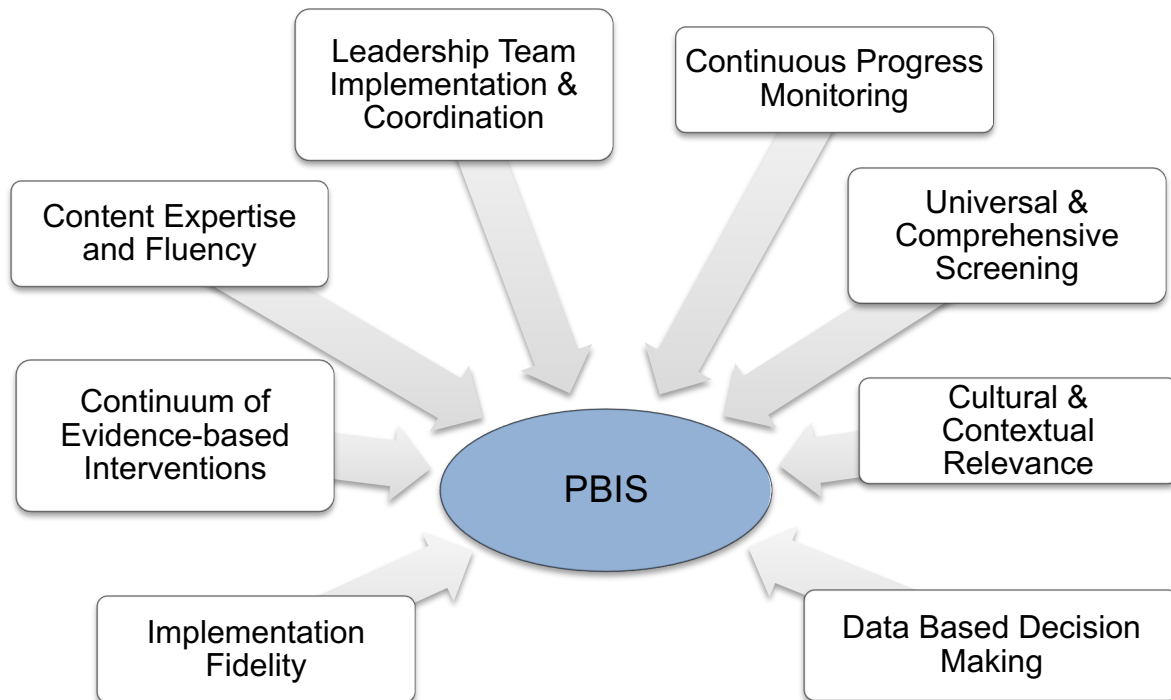 Leadership Team
Implementation &
Coordination
Continuous Progress
Monitoring
Content Expertise
and Fluency
Universal &
Comprehensive
Screening
Continuum of
Evidence-based
Interventions
Cultural &
Contextual
Relevance
PBIS
Implementation
Fidelity
Data Based Decision
Making